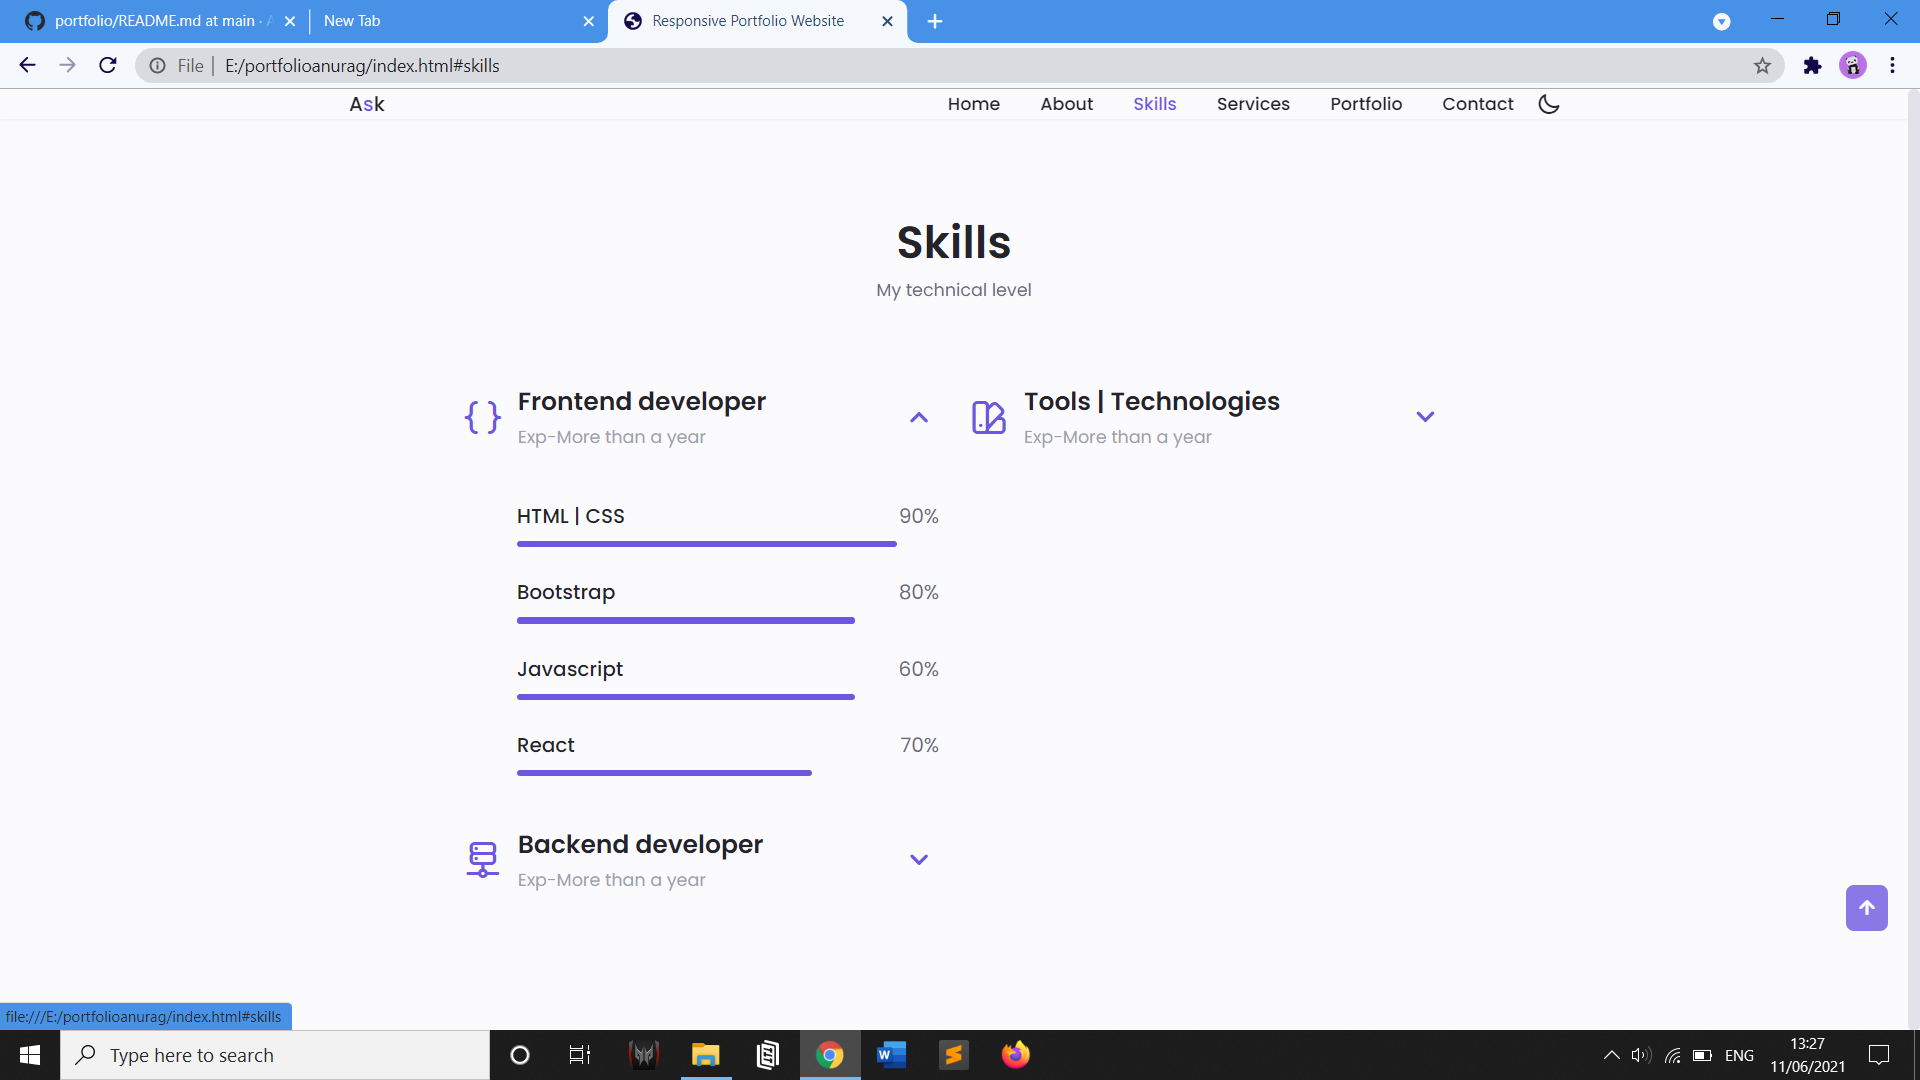 portfolio/README.md at main · A
New Tab
Responsive Portfolio Website
File | E:/portfolioanurag/index.html#skills
Ask
Home About Skills Services Portfolio Contact
Skills
My technical level
Frontend developer
Exp-More than a year
HTML | CSS 90%
Bootstrap 80%
Javascript 60%
React 70%
Backend developer
Exp-More than a year
Tools | Technologies
Exp-More than a year
file:///E:/portfolioanurag/index.html#skills
Type here to search
ENG
13:27
11/06/2021